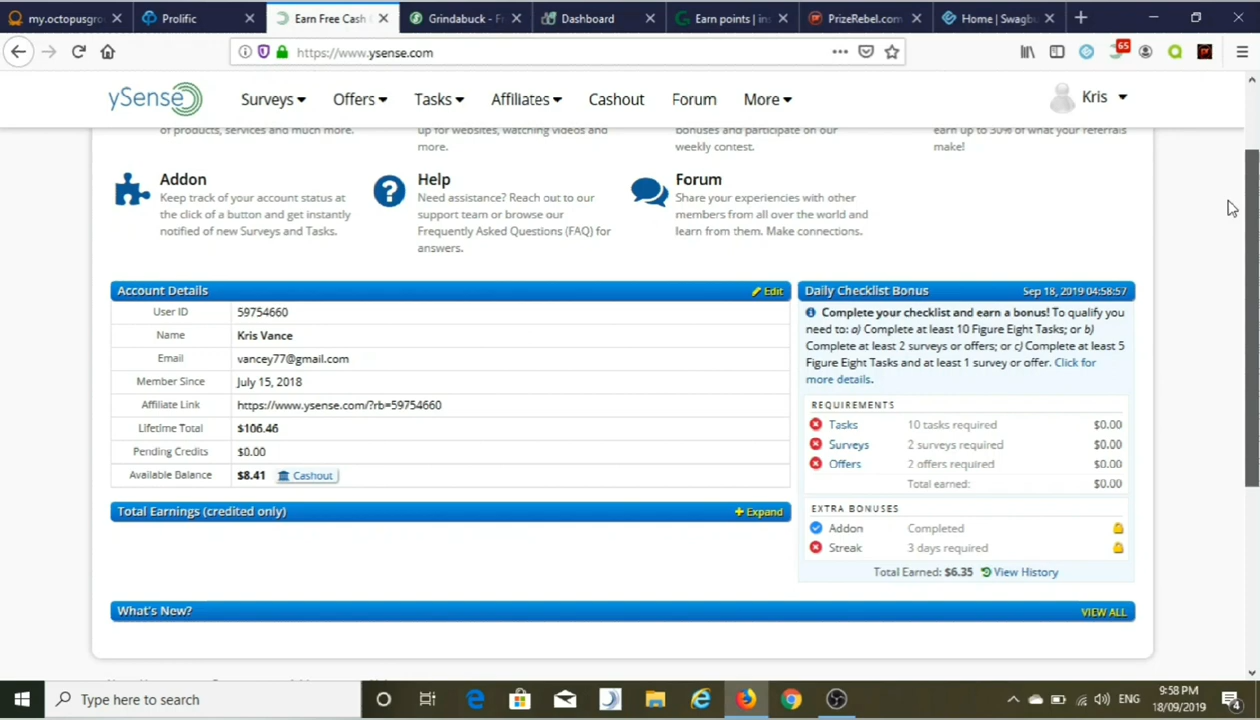 my.octopusgro
Prolific
Earn Free Cash
Grindabuck - F
Dashboard
Earn points | in
PrizeRebel.com
Home | Swagbu
https://www.ysense.com
65
ySense
Surveys
Offers
Tasks
Affiliates
Cashout
Forum
More
Kris
of products, services and much more.
up for websites, watching videos and
more.
bonuses and participate on our
weekly contest.
earn up to 30% of what your referrals
make!
Addon
Keep track of your account status at
the click of a button and get instantly
notified of new Surveys and Tasks.
Help
Need assistance? Reach out to our
support team or browse our
Frequently Asked Questions (FAQ) for
answers.
Forum
Share your experiences with other
members from all over the world and
learn from them. Make connections.
Account Details
Edit
User ID 59754660
Name Kris Vance
Email vancey77@gmail.com
Member Since July 15, 2018
Affiliate Link https://www.ysense.com/?rb=59754660
Lifetime Total $106.46
Pending Credits $0.00
Available Balance $8.41 Cashout
Total Earnings (credited only)
Expand
Daily Checklist Bonus
Sep 18, 2019 04:58:57
Complete your checklist and earn a bonus! To qualify you
need to: a) Complete at least 10 Figure Eight Tasks; or b)
Complete at least 2 surveys or offers; or c) Complete at least 5
Figure Eight Tasks and at least 1 survey or offer. Click for
more details.
REQUIREMENTS
Tasks 10 tasks required $0.00
Surveys 2 surveys required $0.00
Offers 2 offers required $0.00
Total earned: $0.00
EXTRA BONUSES
Addon Completed
Streak 3 days required
Total Earned: $6.35 View History
What's New?
VIEW ALL
Type here to search
ENG
9:58 PM
18/09/2019
4